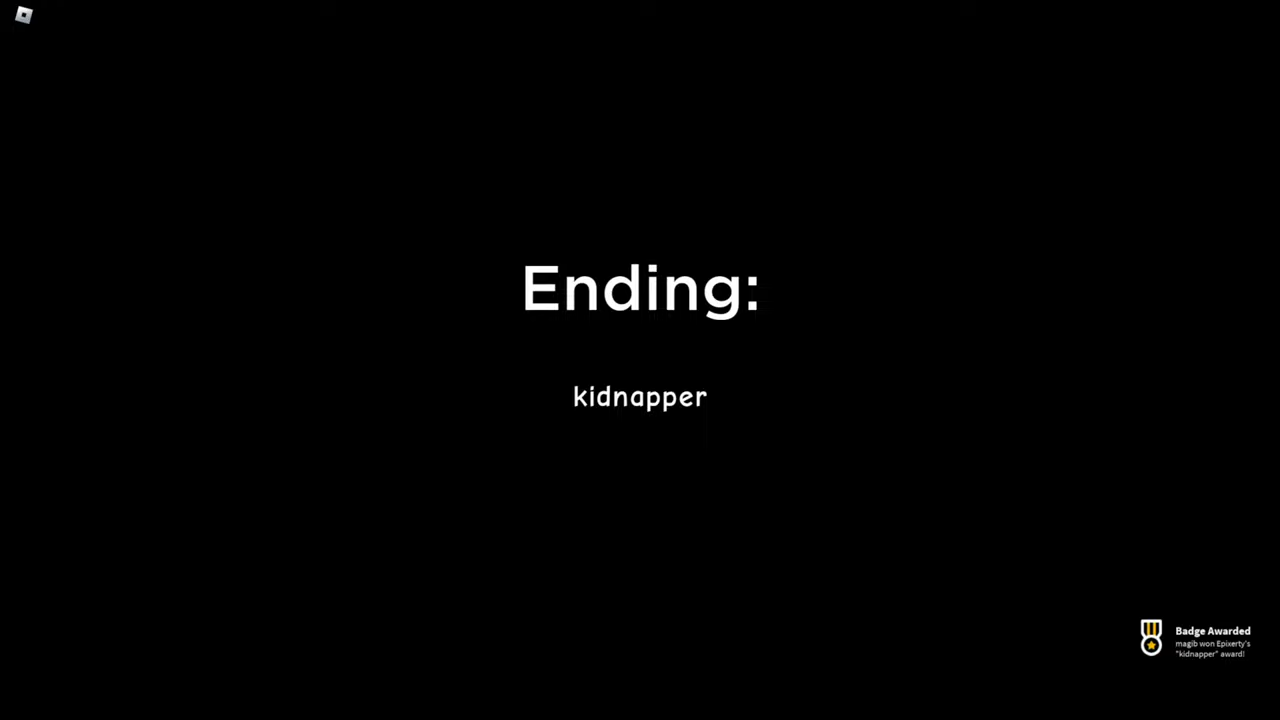 Ending:
kidnapper
Badge Awarded
magib won Epixerty's
"kidnapper" award!